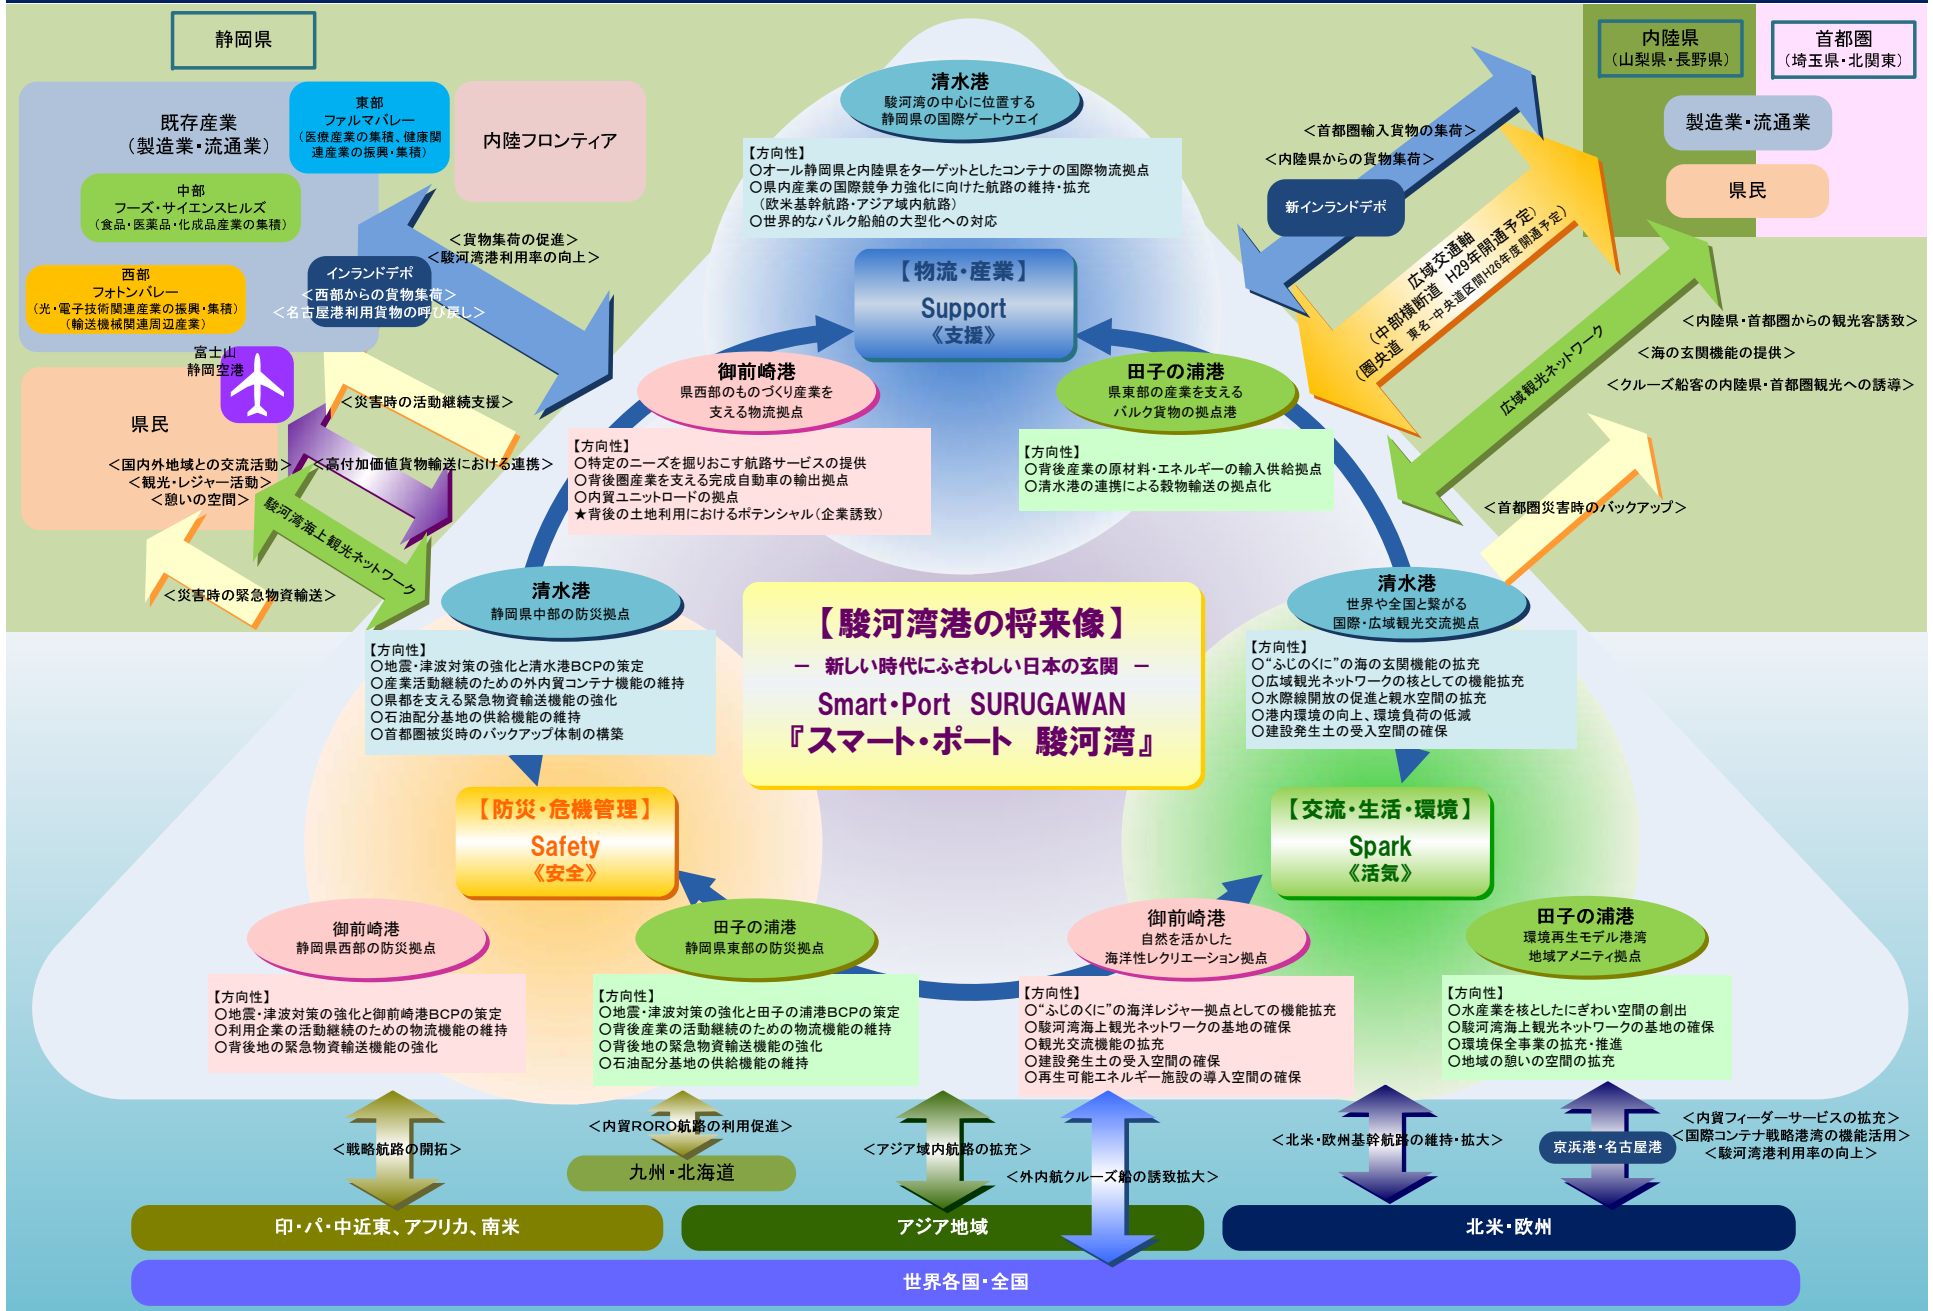 静岡県
既存産業
（製造業・流通業）
東部
ファルマバレー
（医療産業の集積、健康関
連産業の振興・集積）
内陸フロンティア
中部
フーズ・サイエンスヒルズ
（食品・医薬品・化成品産業の集積）
西部
フォトンバレー
（光・電子技術関連産業の振興・集積）
（輸送機械関連周辺産業）
インランドデポ
＜西部からの貨物集荷＞
＜名古屋港利用貨物の呼び戻し＞
＜貨物集荷の促進＞
＜駿河湾港利用率の向上＞
富士山
静岡空港
県民
＜国内外地域との交流活動＞
＜観光・レジャー活動＞
＜憩いの空間＞
＜災害時の活動継続支援＞
＜高付加価値貨物輸送における連携＞
駿河湾海上観光ネットワーク
＜災害時の緊急物資輸送＞
清水港
駿河湾の中心に位置する
静岡県の国際ゲートウエイ
【方向性】
○オール静岡県と内陸県をターゲットとしたコンテナの国際物流拠点
○県内産業の国際競争力強化に向けた航路の維持・拡充
（欧米基幹航路・アジア域内航路）
○世界的なバルク船舶の大型化への対応
【物流・産業】
Support
《支援》
御前崎港
県西部のものづくり産業を
支える物流拠点
【方向性】
○特定のニーズを掘りおこす航路サービスの提供
○背後圏産業を支える完成自動車の輸出拠点
○内貿ユニットロードの拠点
★背後の土地利用におけるポテンシャル（企業誘致）
田子の浦港
県東部の産業を支える
バルク貨物の拠点港
【方向性】
○背後産業の原材料・エネルギーの輸入供給拠点
○清水港の連携による穀物輸送の拠点化
内陸県
（山梨県・長野県）
首都圏
（埼玉県・北関東）
製造業・流通業
県民
＜首都圏輸入貨物の集荷＞
＜内陸県からの貨物集荷＞
新インランドデポ
広域交通軸
（中部横断道　H29年開通予定）
（圏央道　東名-中央道区間H26年度開通予定）
広域観光ネットワーク
＜内陸県・首都圏からの観光客誘致＞
＜海の玄関機能の提供＞
＜クルーズ船客の内陸県・首都圏観光への誘導＞
＜首都圏災害時のバックアップ＞
清水港
静岡県中部の防災拠点
【方向性】
○地震・津波対策の強化と清水港BCPの策定
○産業活動継続のための外内貿コンテナ機能の維持
○県都を支える緊急物資輸送機能の強化
○石油配分基地の供給機能の維持
○首都圏被災時のバックアップ体制の構築
【駿河湾港の将来像】
－　新しい時代にふさわしい日本の玄関　－
Smart・Port　SURUGAWAN
『スマート・ポート　駿河湾』
清水港
世界や全国と繋がる
国際・広域観光交流拠点
【方向性】
○“ふじのくに”の海の玄関機能の拡充
○広域観光ネットワークの核としての機能拡充
○水際線開放の促進と親水空間の拡充
○港内環境の向上、環境負荷の低減
○建設発生土の受入空間の確保
【防災・危機管理】
Safety
《安全》
【交流・生活・環境】
Spark
《活気》
御前崎港
静岡県西部の防災拠点
【方向性】
○地震・津波対策の強化と御前崎港BCPの策定
○利用企業の活動継続のための物流機能の維持
○背後地の緊急物資輸送機能の強化
田子の浦港
静岡県東部の防災拠点
【方向性】
○地震・津波対策の強化と田子の浦港BCPの策定
○背後産業の活動継続のための物流機能の維持
○背後地の緊急物資輸送機能の強化
○石油配分基地の供給機能の維持
御前崎港
自然を活かした
海洋性レクリエーション拠点
【方向性】
○“ふじのくに”の海洋レジャー拠点としての機能拡充
○駿河湾海上観光ネットワークの基地の確保
○観光交流機能の拡充
○建設発生土の受入空間の確保
○再生可能エネルギー施設の導入空間の確保
田子の浦港
環境再生モデル港湾
地域アメニティ拠点
【方向性】
○水産業を核としたにぎわい空間の創出
○駿河湾海上観光ネットワークの基地の確保
○環境保全事業の拡充・推進
○地域の憩いの空間の拡充
＜戦略航路の開拓＞
＜内貿RORO航路の利用促進＞
九州・北海道
＜アジア域内航路の拡充＞
＜外内航クルーズ船の誘致拡大＞
＜北米・欧州基幹航路の維持・拡大＞
京浜港・名古屋港
＜内貿フィーダーサービスの拡充＞
＜国際コンテナ戦略港湾の機能活用＞
＜駿河湾港利用率の向上＞
印・パ・中近東、アフリカ、南米
アジア地域
北米・欧州
世界各国・全国